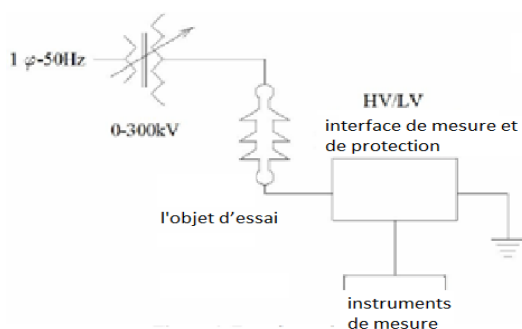 1 φ-50Hz
0-300kV
HV/LV
interface de mesure et
de protection
l'objet d'essai
instruments
de mesure